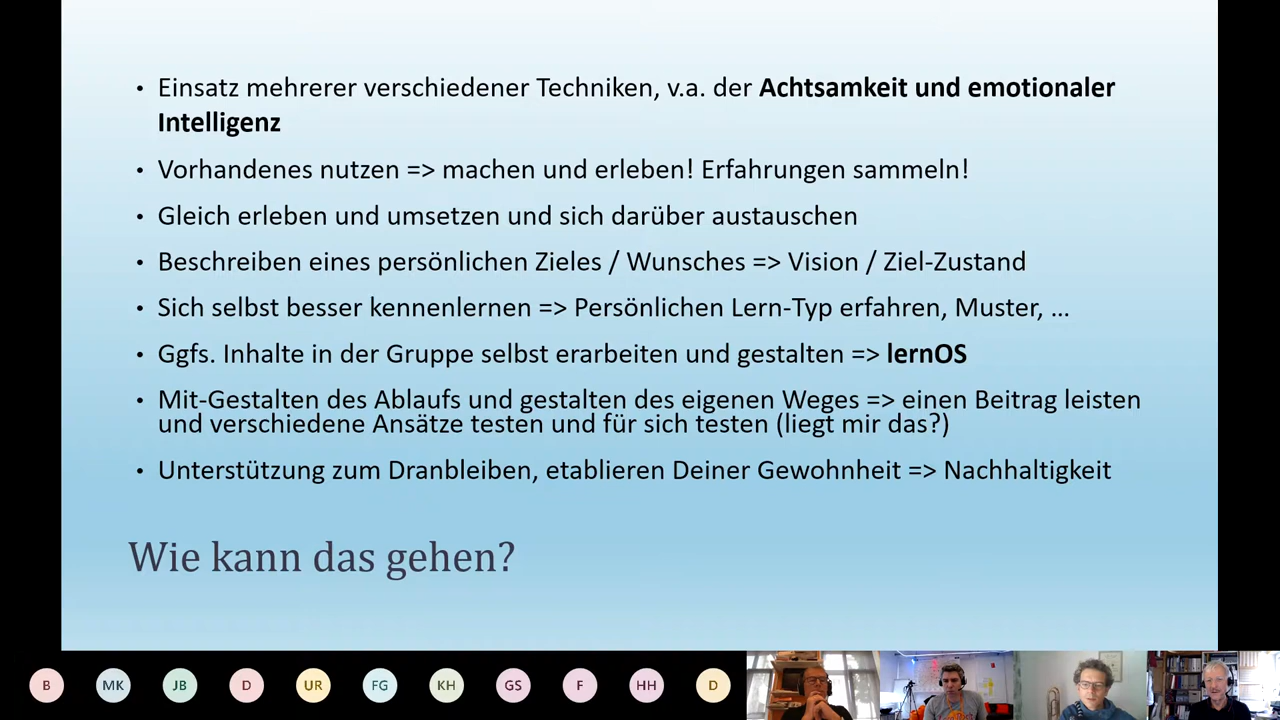 • Einsatz mehrerer verschiedener Techniken, v.a. der Achtsamkeit und emotionaler
Intelligenz
• Vorhandenes nutzen => machen und erleben! Erfahrungen sammeln!
• Gleich erleben und umsetzen und sich darüber austauschen
• Beschreiben eines persönlichen Zieles / Wunsches => Vision / Ziel-Zustand
• Sich selbst besser kennenlernen => Persönlichen Lern-Typ erfahren, Muster, …
• Ggfs. Inhalte in der Gruppe selbst erarbeiten und gestalten => lernOS
• Mit-Gestalten des Ablaufs und gestalten des eigenen Weges => einen Beitrag leisten
und verschiedene Ansätze testen und für sich testen (liegt mir das?)
• Unterstützung zum Dranbleiben, etablieren Deiner Gewohnheit => Nachhaltigkeit
Wie kann das gehen?
B MK JB D UR FG KH GS F HH D